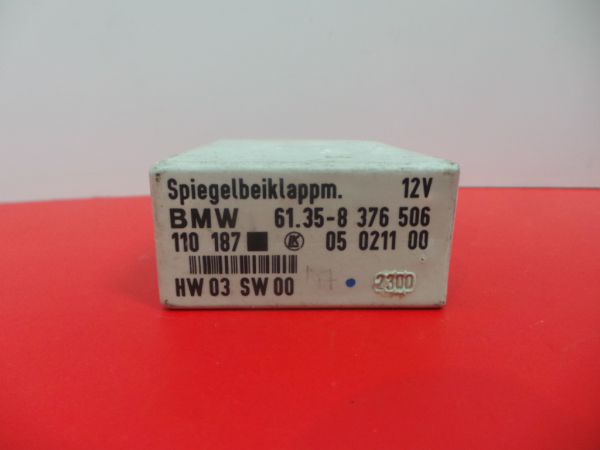 Spiegelbeiklappm. 12V
BMW 61.35-8 376 506
110 187 05 0211 00
HW 03 SW 00 2300